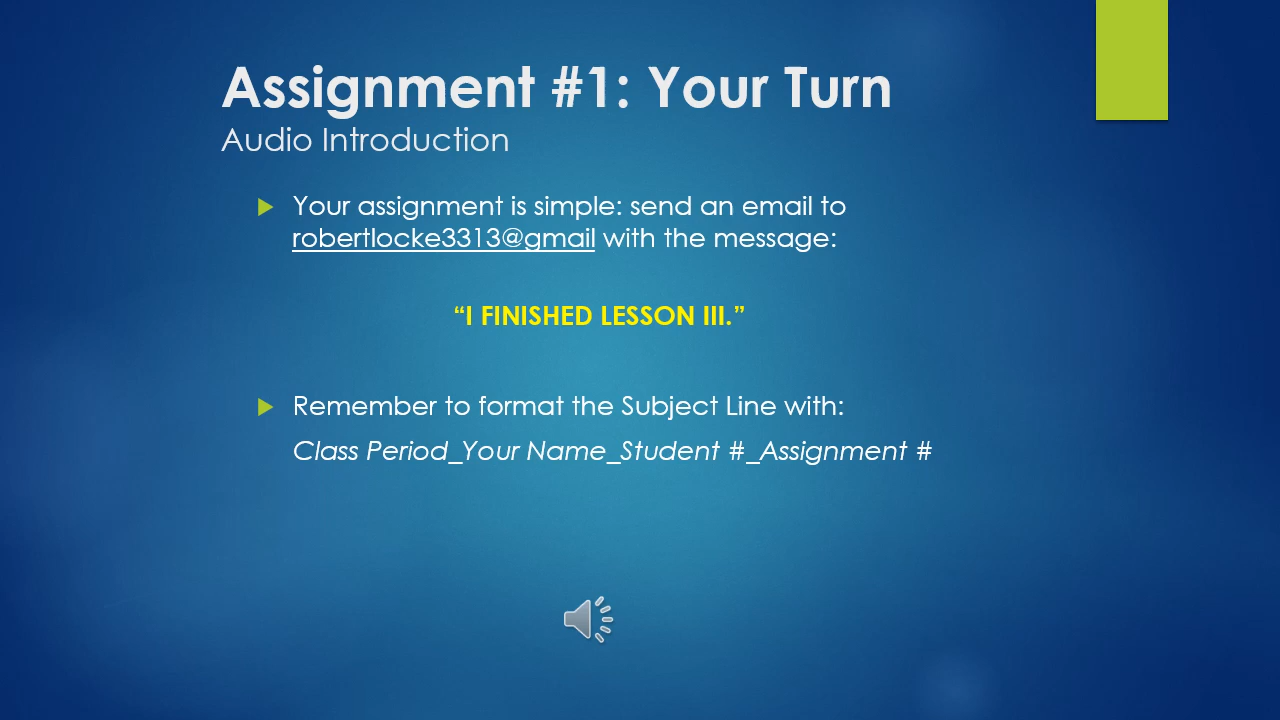 Assignment #1: Your Turn
Audio Introduction
Your assignment is simple: send an email to
robertlocke3313@gmail with the message:
“I FINISHED LESSON III.”
Remember to format the Subject Line with:
Class Period_Your Name_Student #_Assignment #